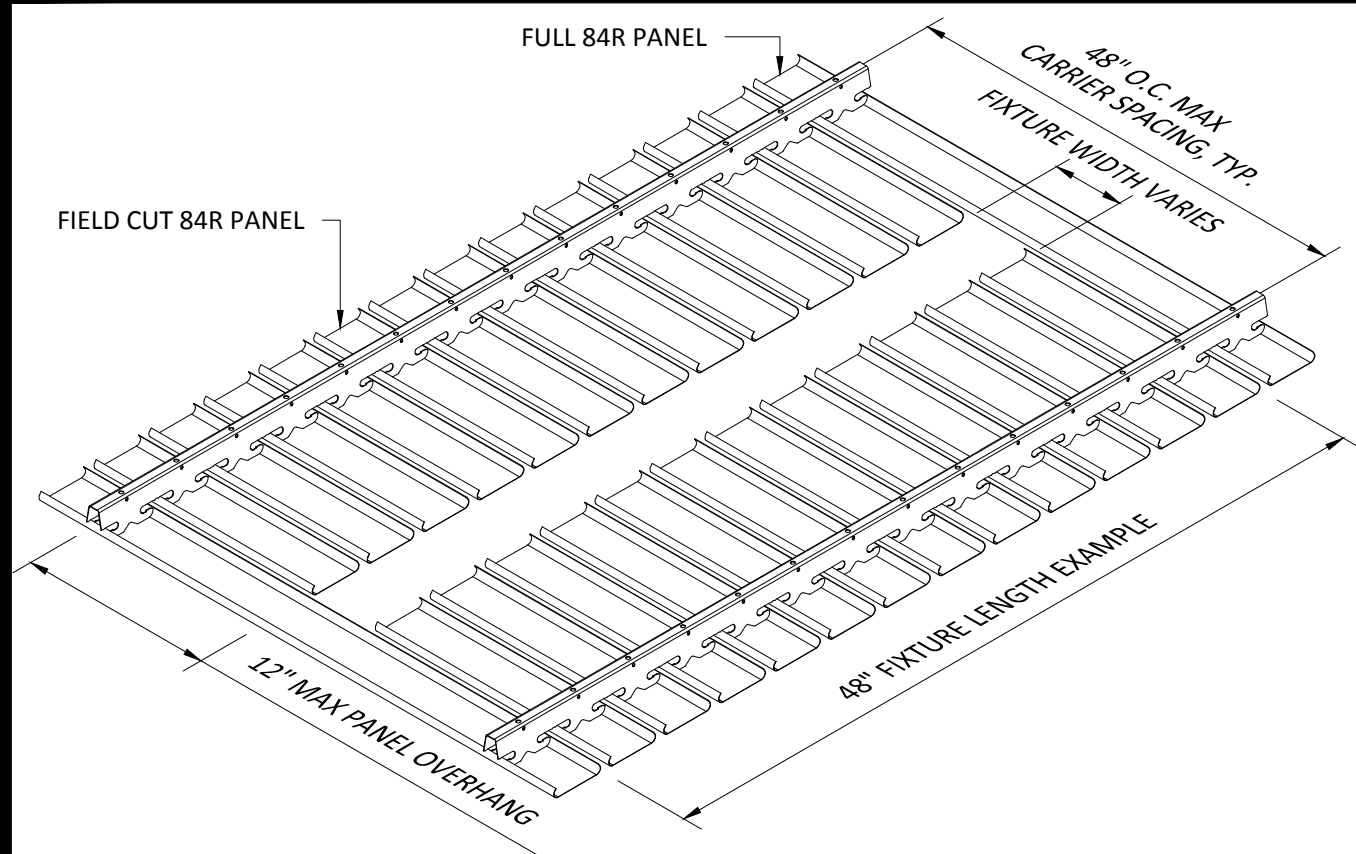 FULL 84R PANEL
48" O.C. MAX
CARRIER SPACING, TYP.
FIXTURE WIDTH VARIES
FIELD CUT 84R PANEL
48" FIXTURE LENGTH EXAMPLE
12" MAX PANEL OVERHANG